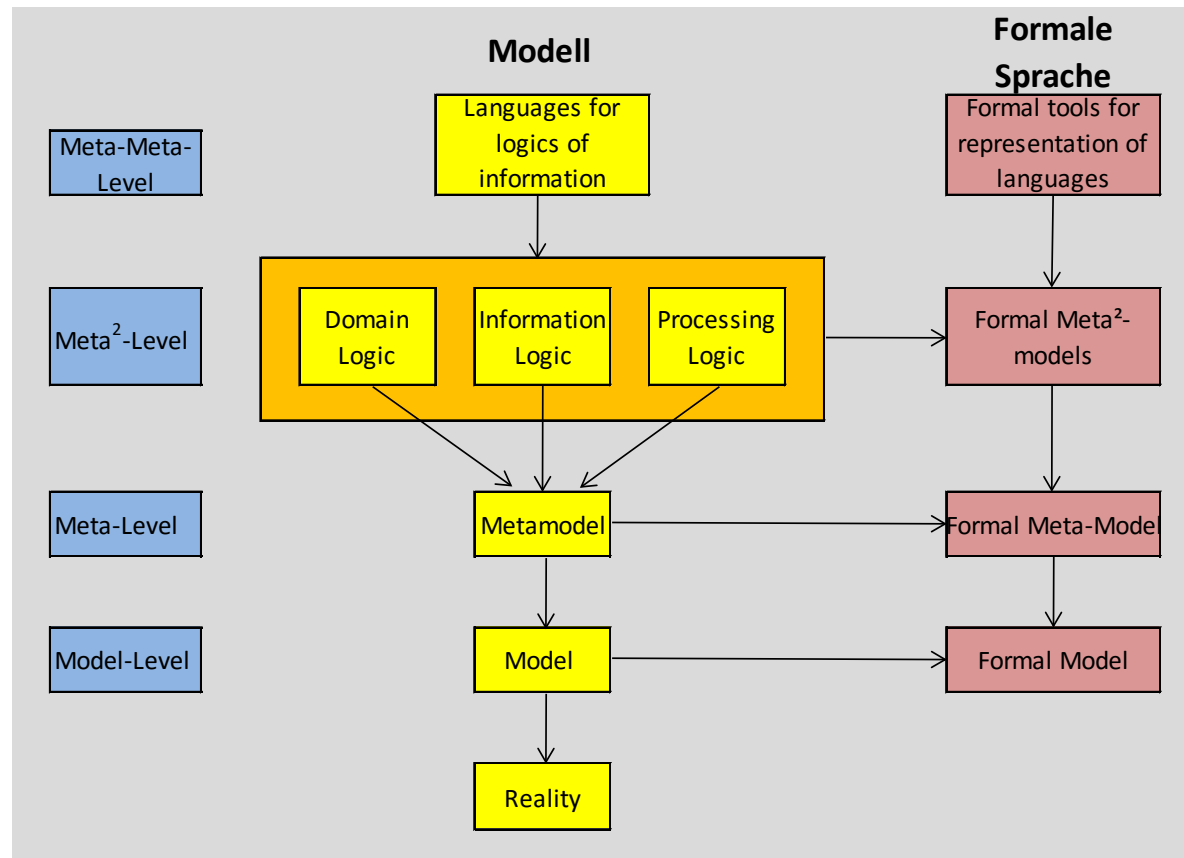 Modell
Formale
Sprache
Meta-Meta-
Level
Languages for
logics of
information
Formal tools for
representation of
languages
Meta²-Level
Domain
Logic
Information
Logic
Processing
Logic
Formal Meta²-
models
Meta-Level
Metamodel
Formal Meta-Model
Model-Level
Model
Formal Model
Reality